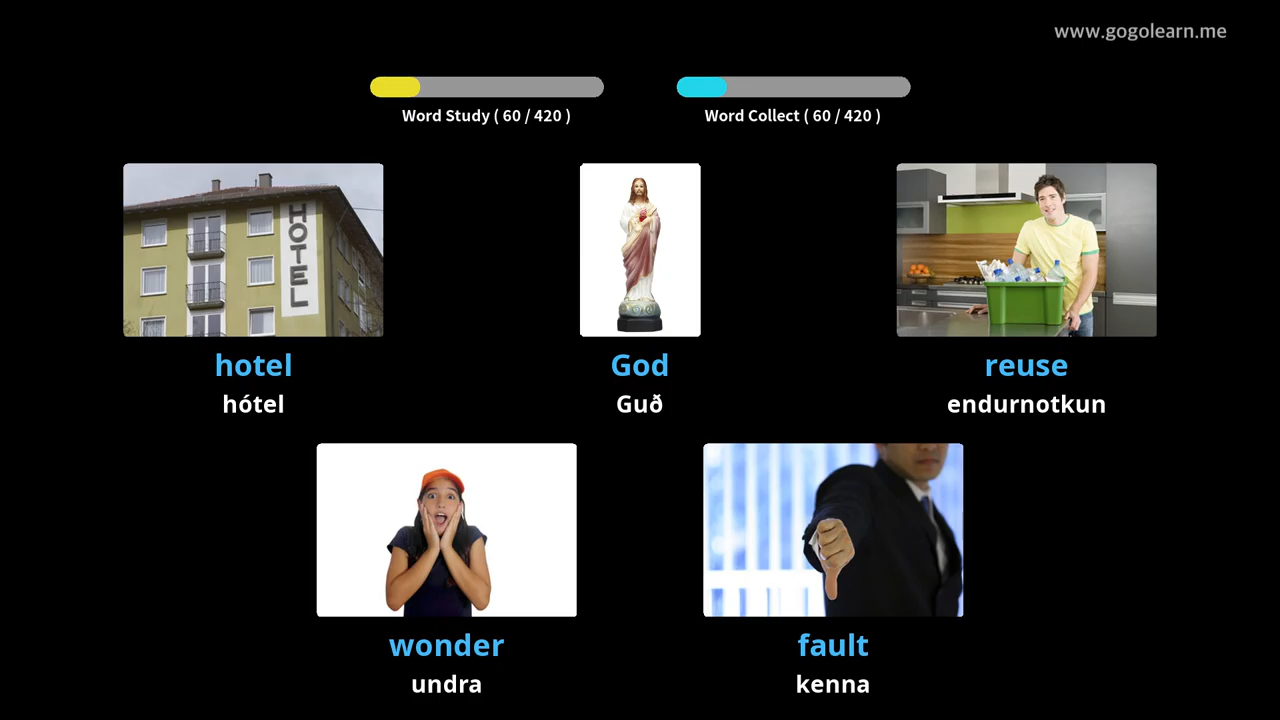 www.gogolearn.me
Word Study ( 60 / 420 )
Word Collect ( 60 / 420 )
HOTEL
hotel
hótel
God
Guð
reuse
endurnotkun
wonder
undra
fault
kenna